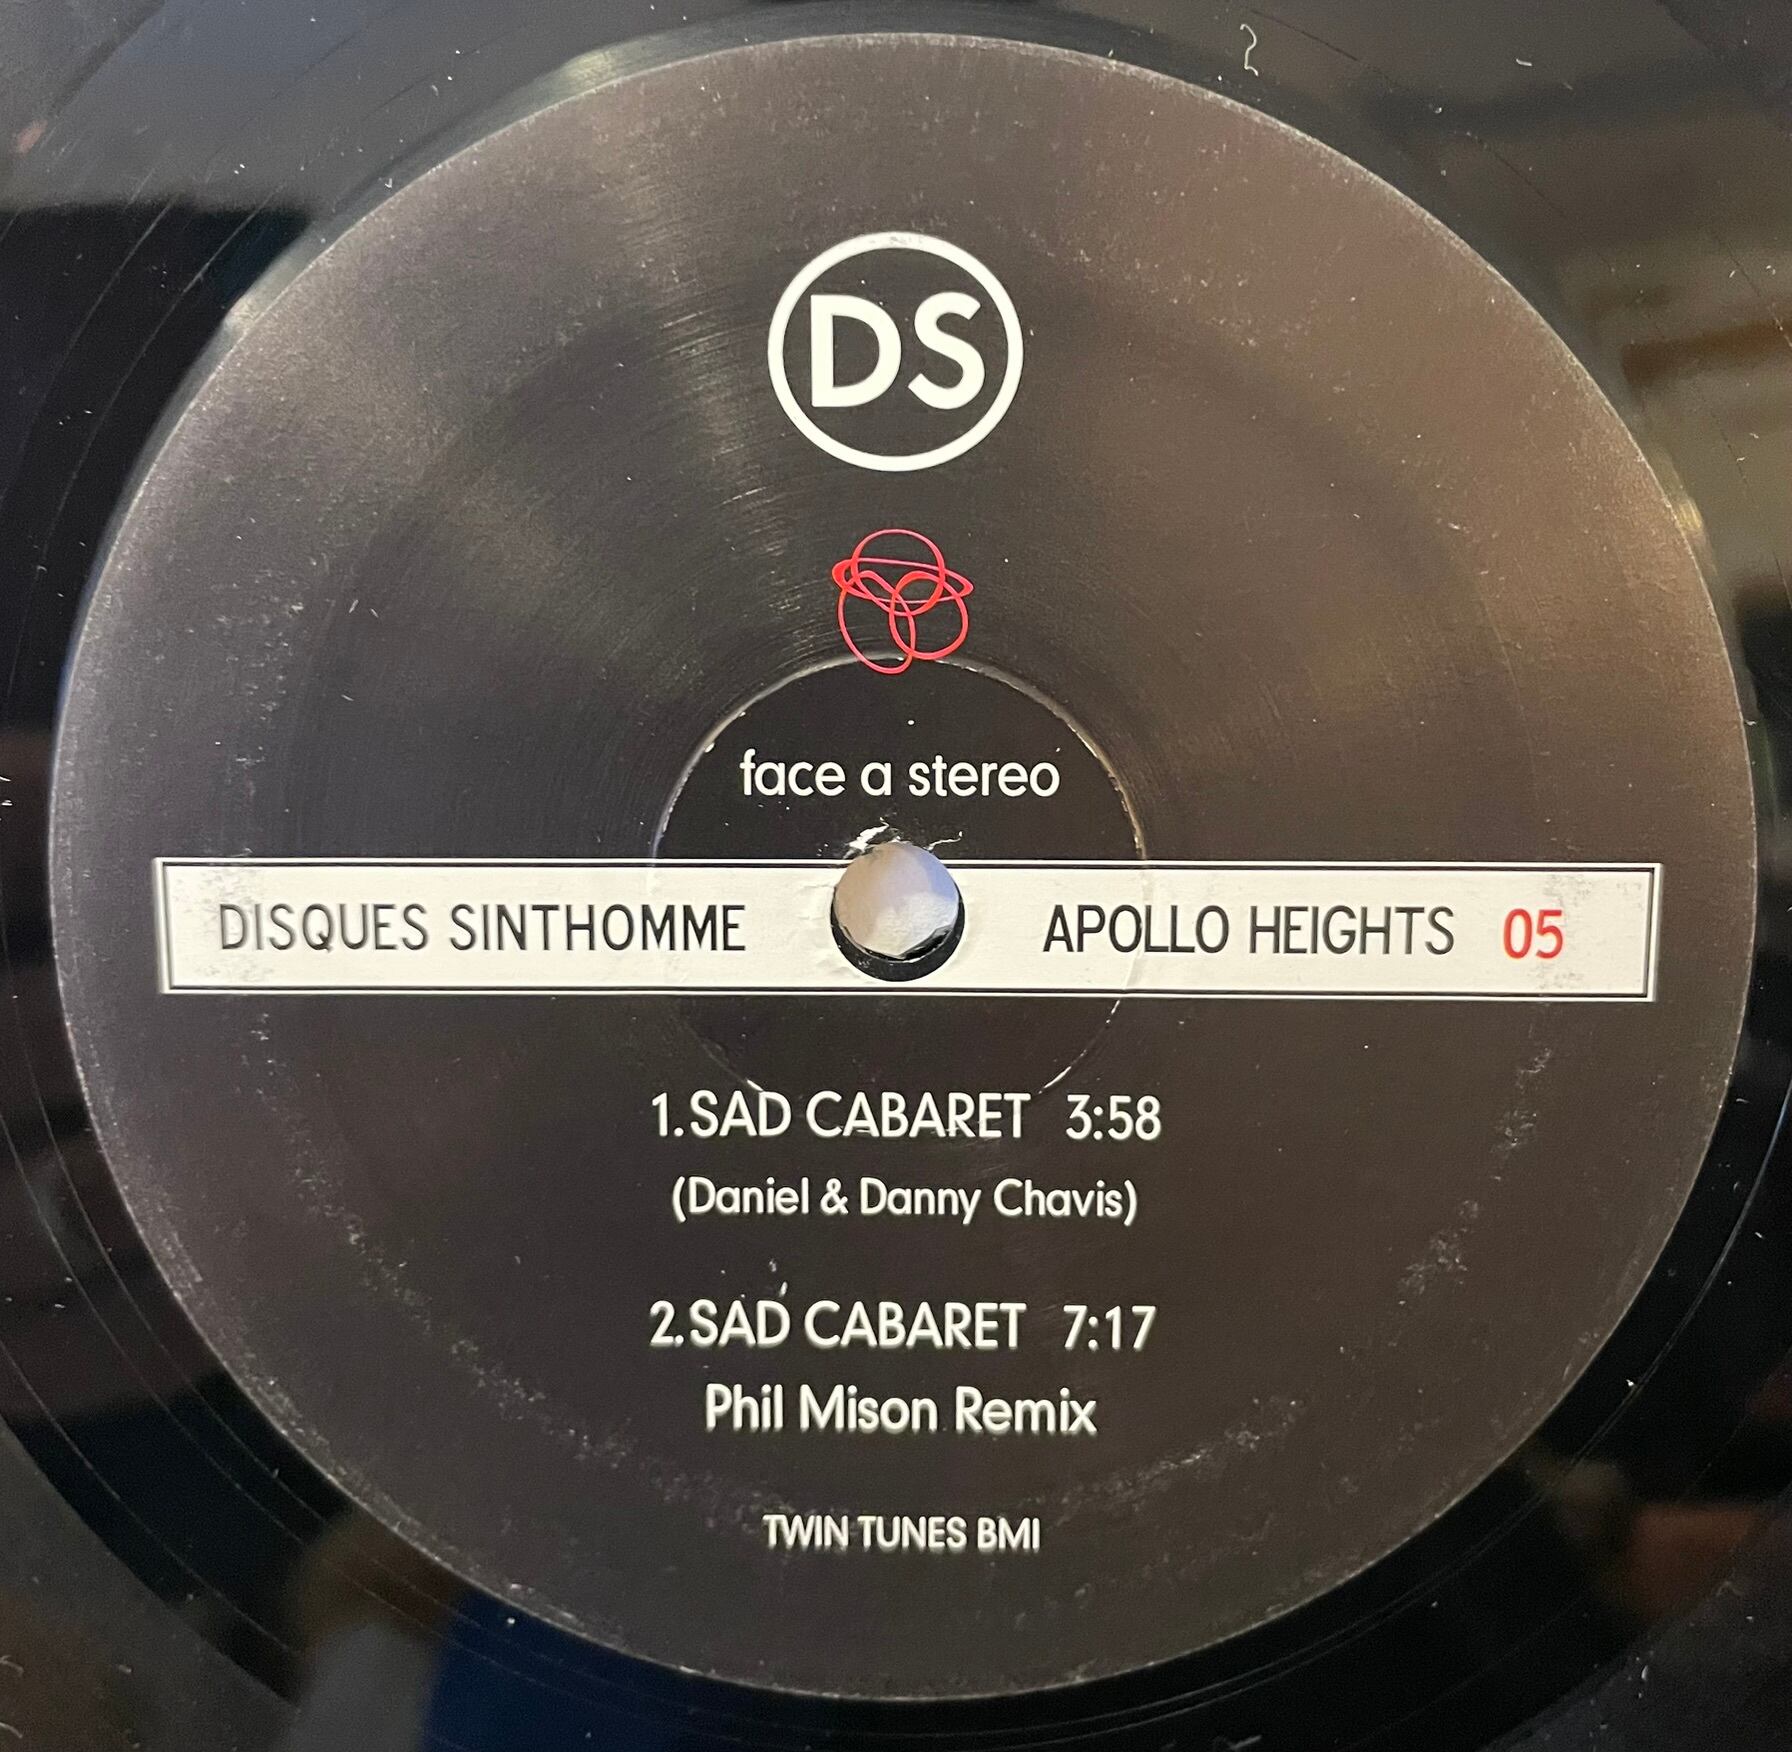 DS
face a stereo
DISQUES SINTHOMME APOLLO HEIGHTS 05
1.SAD CABARET 3:58
(Daniel & Danny Chavis)
2.SAD CABARET 7:17
Phil Mison Remix
TWIN TUNES BMI